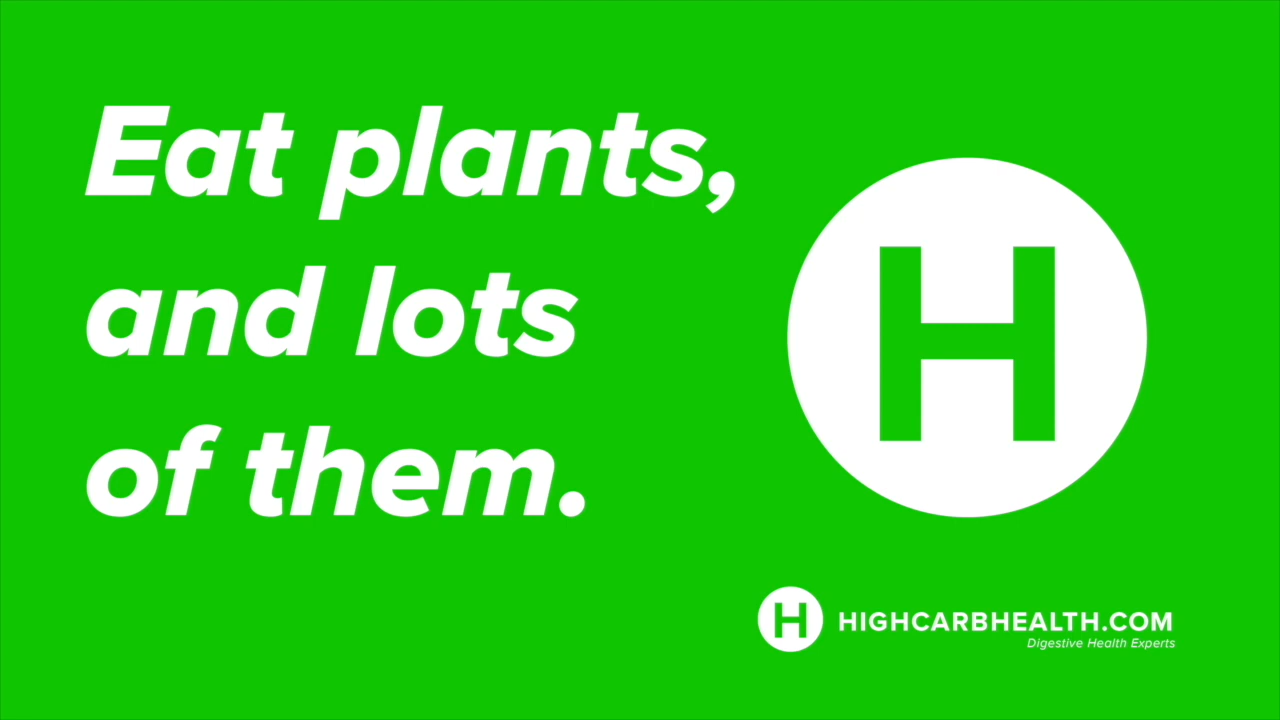 Eat plants,
and lots
of them.
H
H HIGHCARBHEALTH.COM
Digestive Health Experts